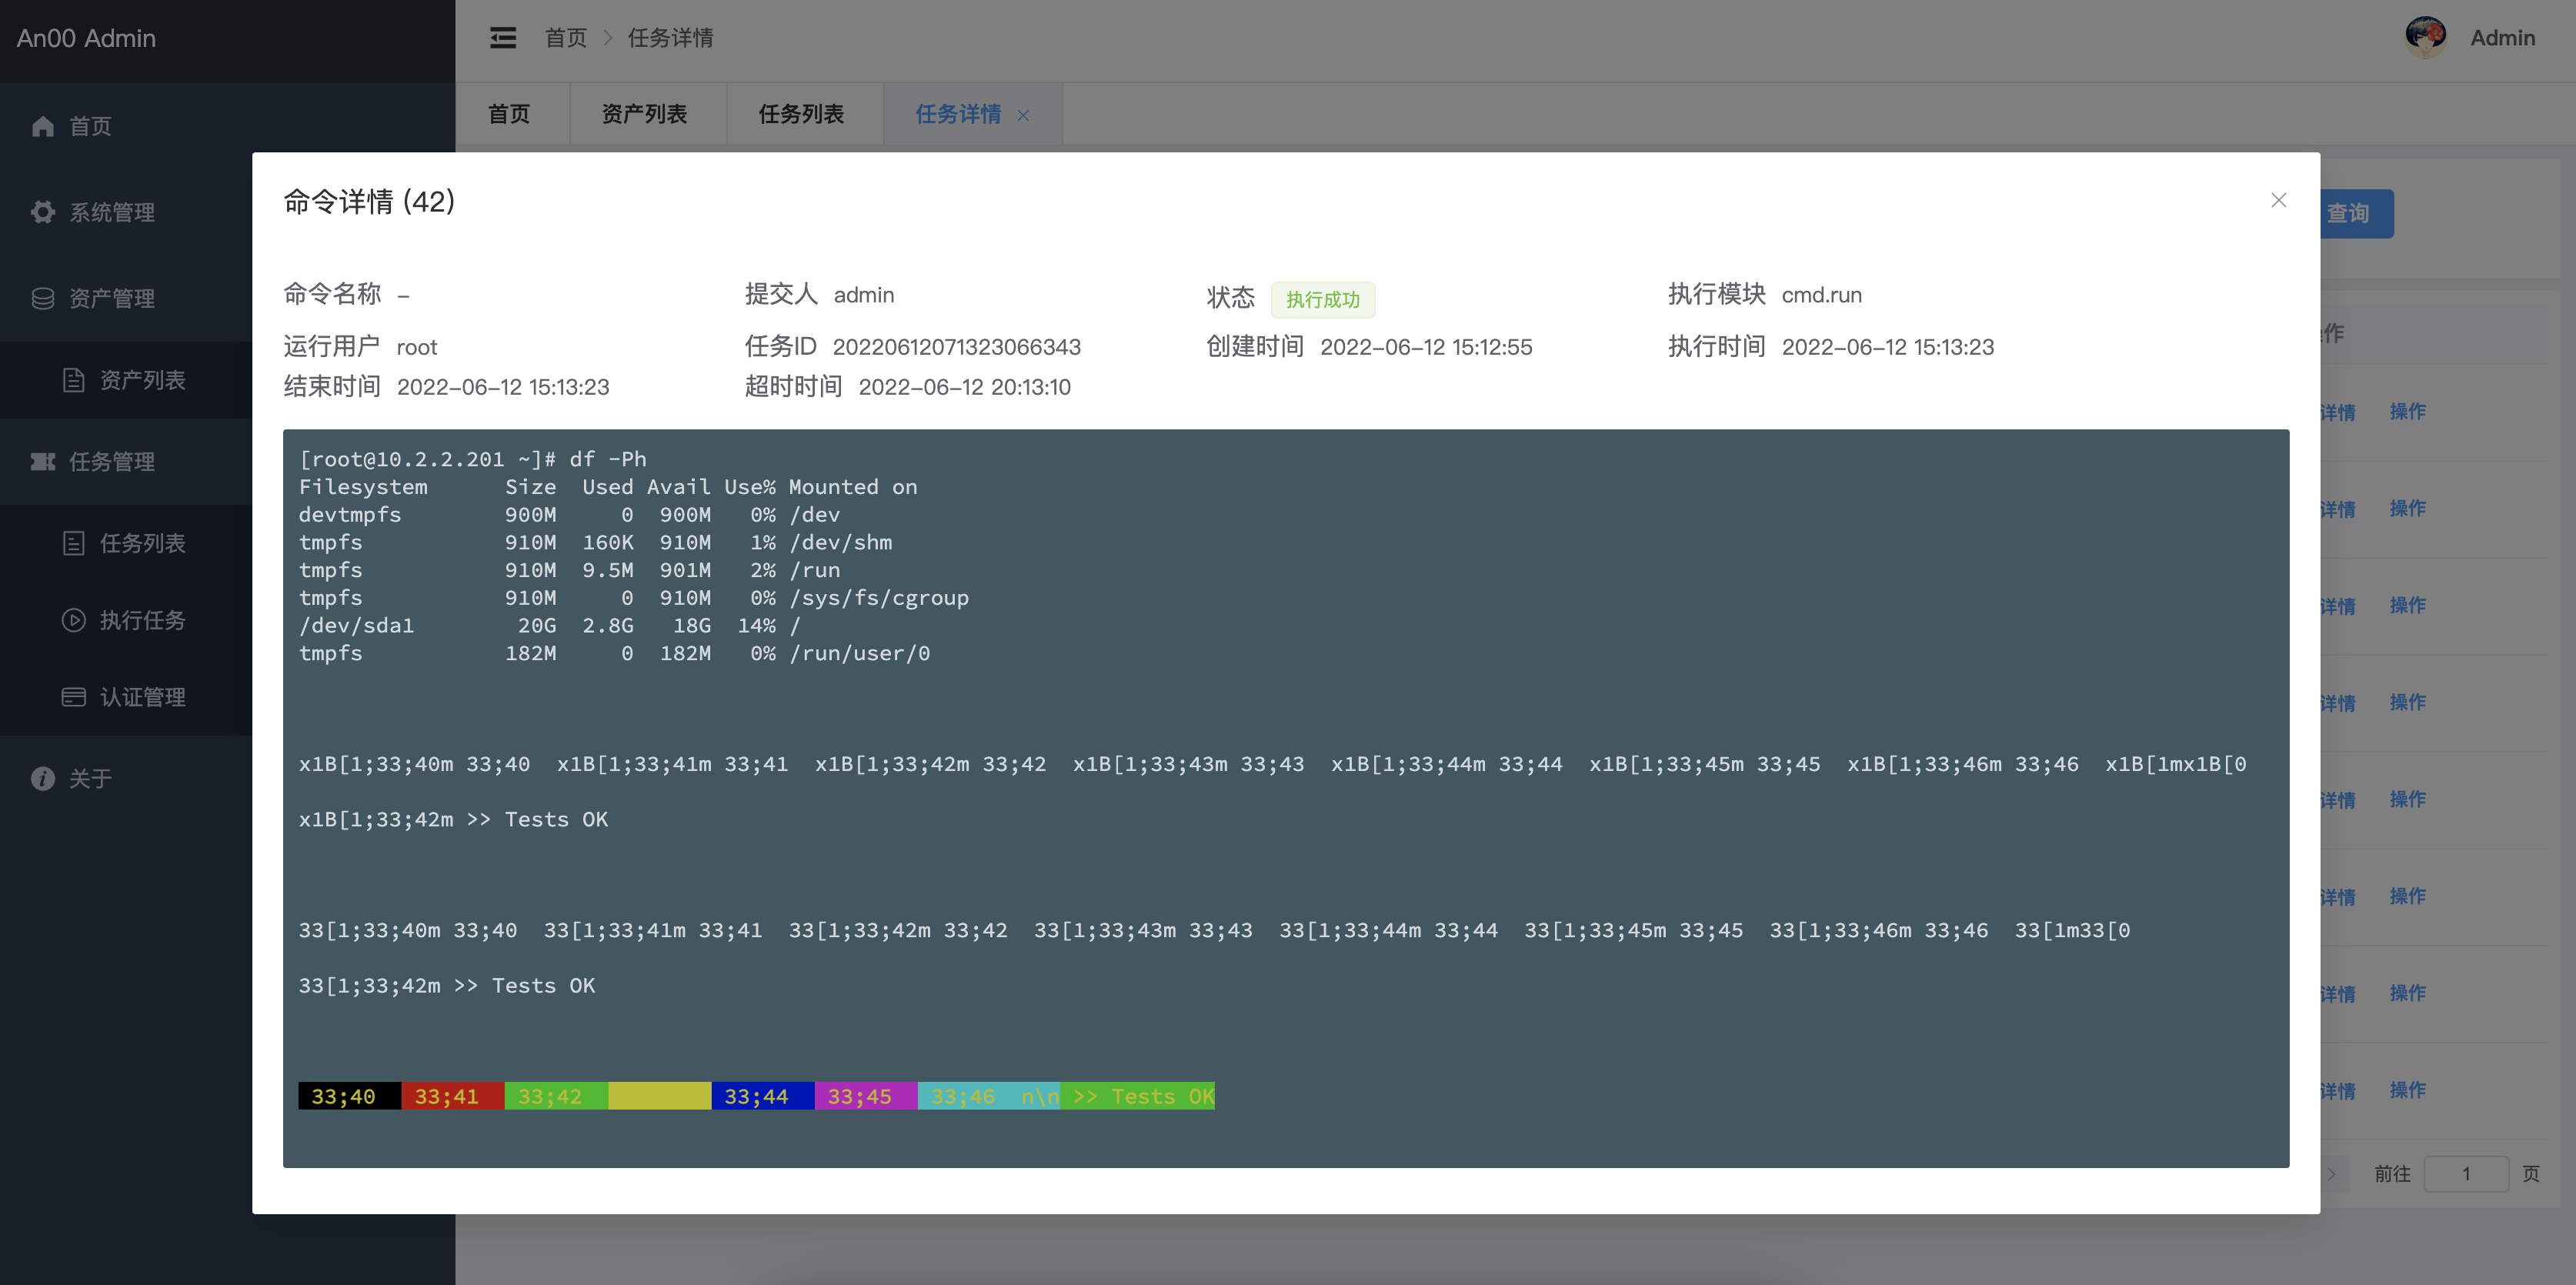 An00 Admin
首页 > 任务详情
Admin
首页 资产列表 任务列表 任务详情 ×
首页
系统管理
资产管理
资产列表
任务管理
任务列表
执行任务
认证管理
关于
查询
命令详情 (42)
命令名称 –
提交人 admin
状态 执行成功
执行模块 cmd.run
运行用户 root
任务ID 20220612071323066343
创建时间 2022-06-12 15:12:55
执行时间 2022-06-12 15:13:23
结束时间 2022-06-12 15:13:23
超时时间 2022-06-12 20:13:10
[root@10.2.2.201 ~]# df -Ph
Filesystem      Size  Used Avail Use% Mounted on
devtmpfs        900M     0  900M   0% /dev
tmpfs           910M  160K  910M   1% /dev/shm
tmpfs           910M  9.5M  901M   2% /run
tmpfs           910M     0  910M   0% /sys/fs/cgroup
/dev/sda1        20G  2.8G   18G  14% /
tmpfs           182M     0  182M   0% /run/user/0
x1B[1;33;40m 33;40  x1B[1;33;41m 33;41  x1B[1;33;42m 33;42  x1B[1;33;43m 33;43  x1B[1;33;44m 33;44  x1B[1;33;45m 33;45  x1B[1;33;46m 33;46  x1B[1mx1B[0
x1B[1;33;42m >> Tests OK
33[1;33;40m 33;40  33[1;33;41m 33;41  33[1;33;42m 33;42  33[1;33;43m 33;43  33[1;33;44m 33;44  33[1;33;45m 33;45  33[1;33;46m 33;46  33[1m33[0
33[1;33;42m >> Tests OK
33;40  33;41  33;42  33;44  33;45  33;46  n\n >> Tests OK
作
详情 操作
详情 操作
详情 操作
详情 操作
详情 操作
详情 操作
详情 操作
详情 操作
前往 1 页